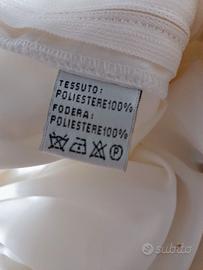 TESSUTO:
POLIESTERE100%
FODERA:
POLIESTERE100%
P
subito